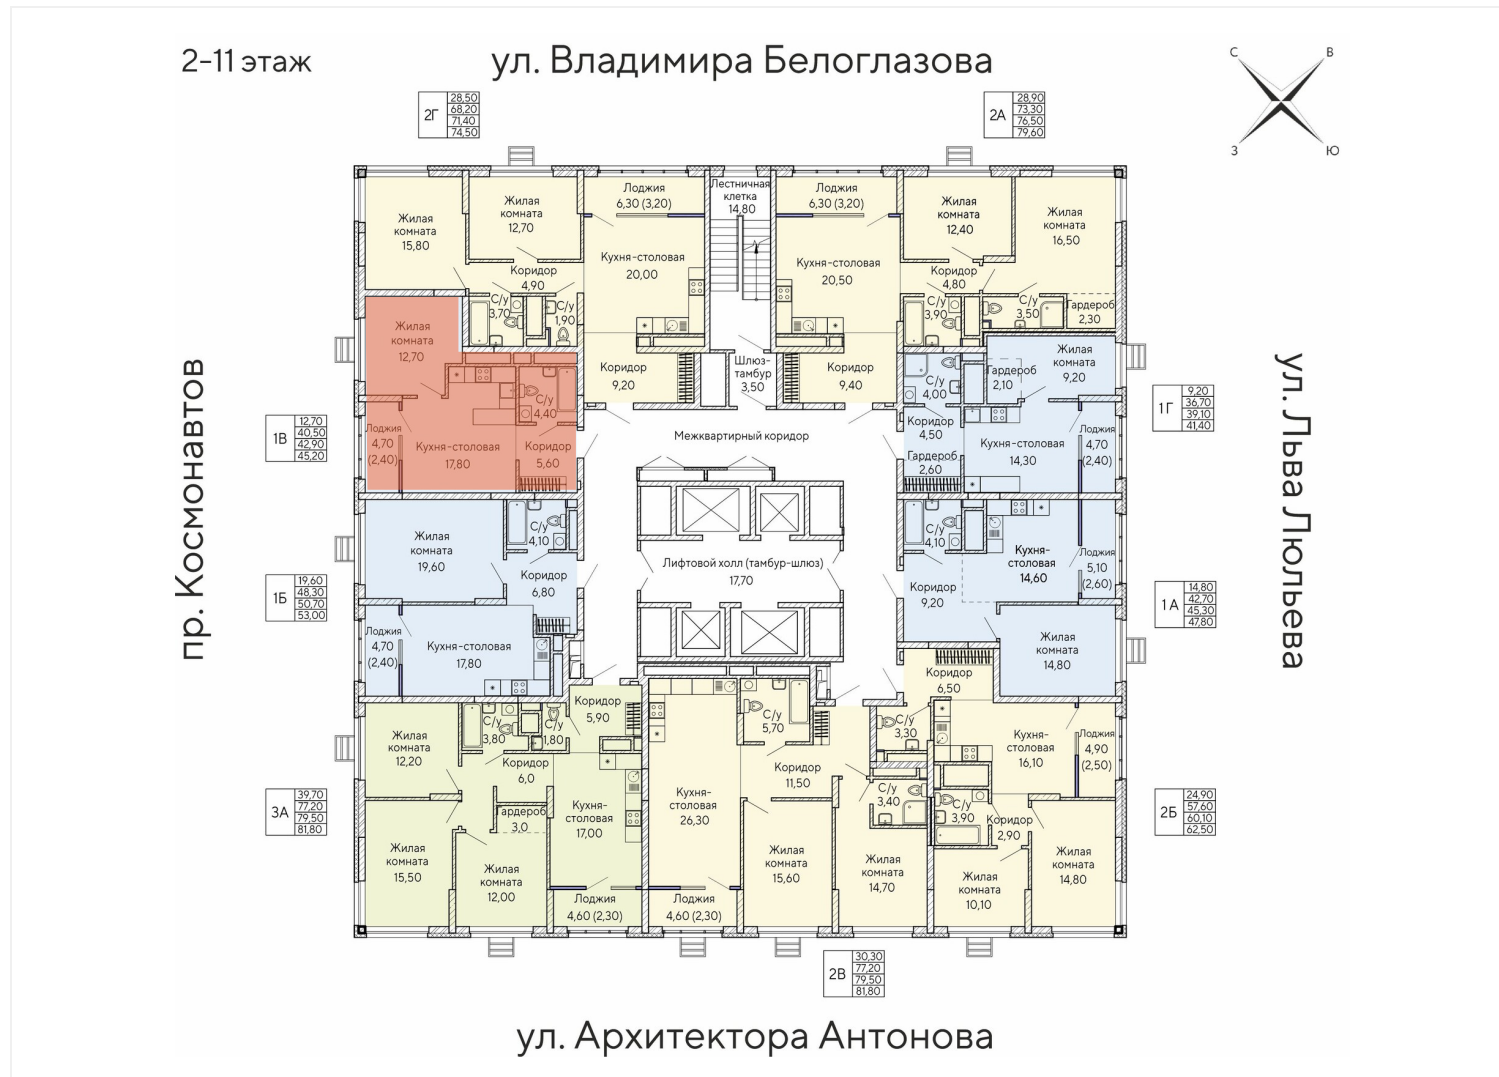 2-11 этаж
ул. Владимира Белоглазова
С
В
З
Ю
2Г
28,50
68,20
71,40
74,50
2А
28,90
73,30
76,50
79,60
Жилая
комната
15,80
Жилая
комната
12,70
Лоджия
6,30 (3,20)
Лестничная
клетка
14,80
Лоджия
6,30 (3,20)
Жилая
комната
12,40
Жилая
комната
16,50
Кухня-столовая
20,00
Кухня-столовая
20,50
Коридор
4,90
Коридор
4,80
С/у
3,70
С/у
1,90
С/у
3,90
С/у
3,50
Гардероб
2,30
Жилая
комната
12,70
Коридор
9,20
Шлюз-
тамбур
3,50
Коридор
9,40
С/у
4,00
Гардероб
2,10
Жилая
комната
9,20
С/у
4,40
пр. Космонавтов
ул. Льва Люльева
1В
12,70
40,50
42,90
45,20
Лоджия
4,70
(2,40)
Кухня-столовая
17,80
Коридор
5,60
Межквартирный коридор
Коридор
4,50
Гардероб
2,60
Кухня-столовая
14,30
Лоджия
4,70
(2,40)
1Г
9,20
36,70
39,10
41,40
Жилая
комната
19,60
С/у
4,10
Коридор
6,80
Лифтовой холл (тамбур-шлюз)
17,70
С/у
4,10
Кухня-
столовая
14,60
Лоджия
5,10
(2,60)
Коридор
9,20
1Б
19,60
48,30
50,70
53,00
1А
14,80
42,70
45,30
47,80
Лоджия
4,70
(2,40)
Кухня-столовая
17,80
Жилая
комната
14,80
Коридор
6,50
Коридор
5,90
С/у
3,80
С/у
1,80
С/у
5,70
С/у
3,30
Жилая
комната
12,20
Коридор
6,0
Коридор
11,50
Кухня-
столовая
16,10
Лоджия
4,90
(2,50)
3А
39,70
77,20
79,50
81,80
Гардероб
3,0
Кухня-
столовая
17,00
Кухня-
столовая
26,30
С/у
3,40
С/у
3,90
Коридор
2,90
2Б
24,90
57,60
60,10
62,50
Жилая
комната
15,50
Жилая
комната
12,00
Жилая
комната
15,60
Жилая
комната
14,70
Жилая
комната
10,10
Жилая
комната
14,80
Лоджия
4,60 (2,30)
Лоджия
4,60 (2,30)
2В
30,30
77,20
79,50
81,80
ул. Архитектора Антонова